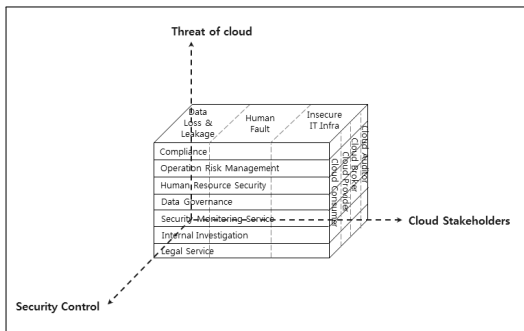 Threat of cloud
Data
Loss &
Leakage
Human
Fault
Insecure
IT Infra
Compliance
Operation Risk Management
Human Resource Security
Data Governance
Security Monitoring Service
Internal Investigation
Legal Service
Cloud Consumer
Cloud Provider
Cloud Broker
Cloud Auditor
Cloud Stakeholders
Security Control